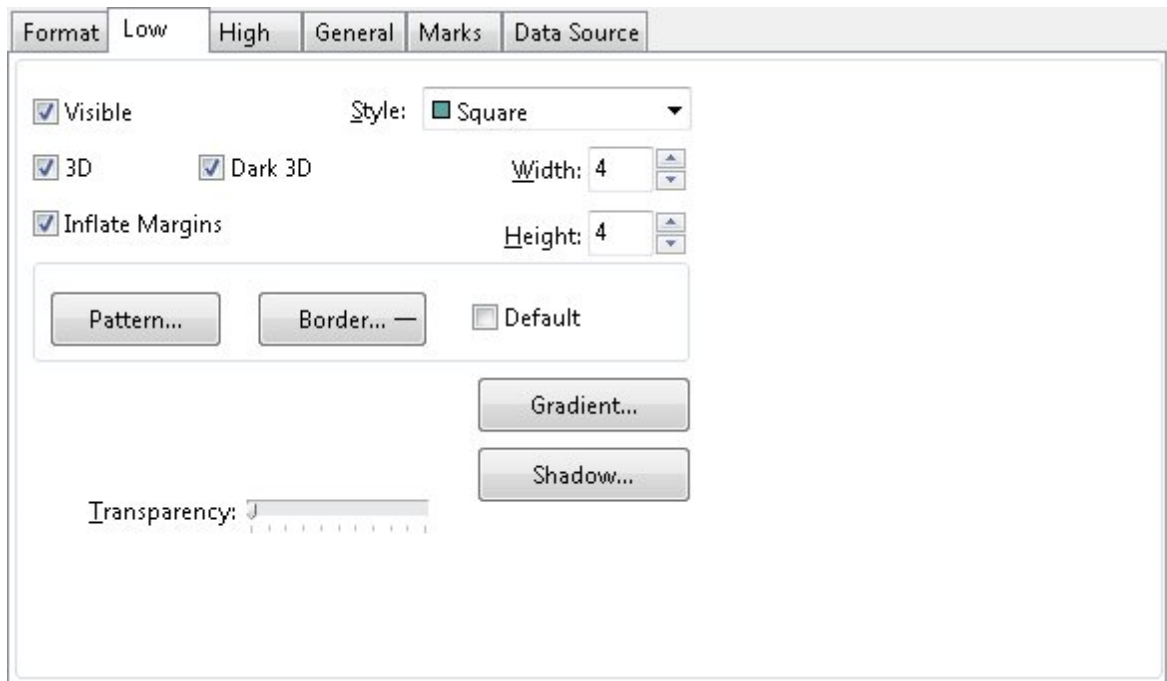 Format Low High General Marks Data Source
Visible Style: Square
3D Dark 3D Width: 4
Inflate Margins Height: 4
Pattern... Border... — Default
Gradient...
Shadow...
Transparency: